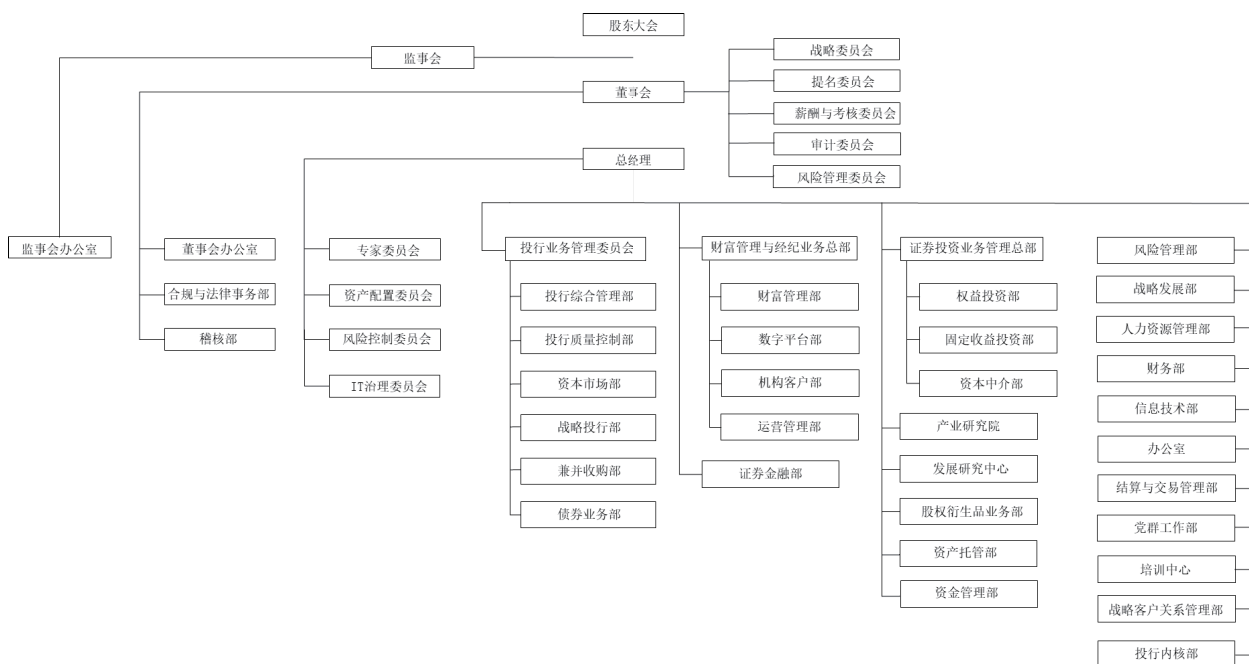 股东大会
监事会
董事会
战略委员会
提名委员会
薪酬与考核委员会
审计委员会
风险管理委员会
总经理
监事会办公室
董事会办公室
合规与法律事务部
稽核部
专家委员会
资产配置委员会
风险控制委员会
IT治理委员会
投行业务管理委员会
投行综合管理部
投行质量控制部
资本市场部
战略投行部
兼并收购部
债券业务部
财富管理与经纪业务总部
财富管理部
数字平台部
机构客户部
运营管理部
证券金融部
证券投资业务管理总部
权益投资部
固定收益投资部
资本中介部
产业研究院
发展研究中心
股权衍生品业务部
资产托管部
资金管理部
风险管理部
战略发展部
人力资源管理部
财务部
信息技术部
办公室
结算与交易管理部
党群工作部
培训中心
战略客户关系管理部
投行内核部